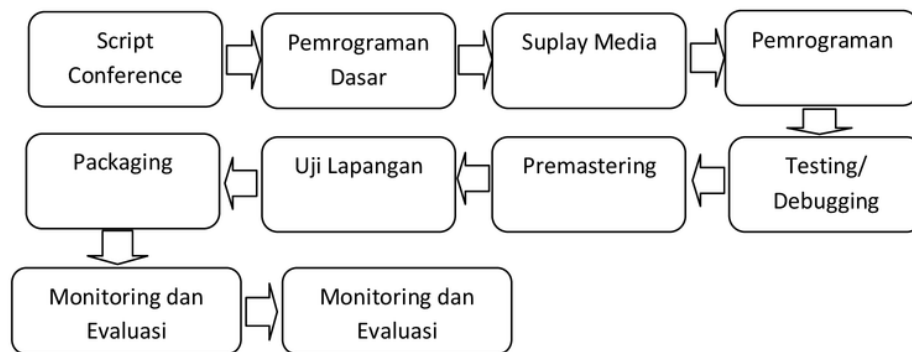 Script
Conference
Pemrograman
Dasar
Suplay Media
Pemrograman
Testing/
Debugging
Premastering
Uji Lapangan
Packaging
Monitoring dan
Evaluasi
Monitoring dan
Evaluasi